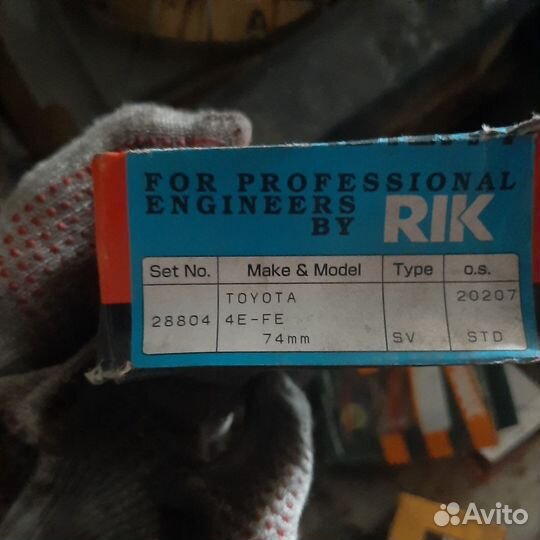 FOR PROFESSIONAL
ENGINEERS
BY RIK
Set No. Make & Model Type o.s.
TOYOTA 20207
28804 4E-FE
74mm SV STD
Avito